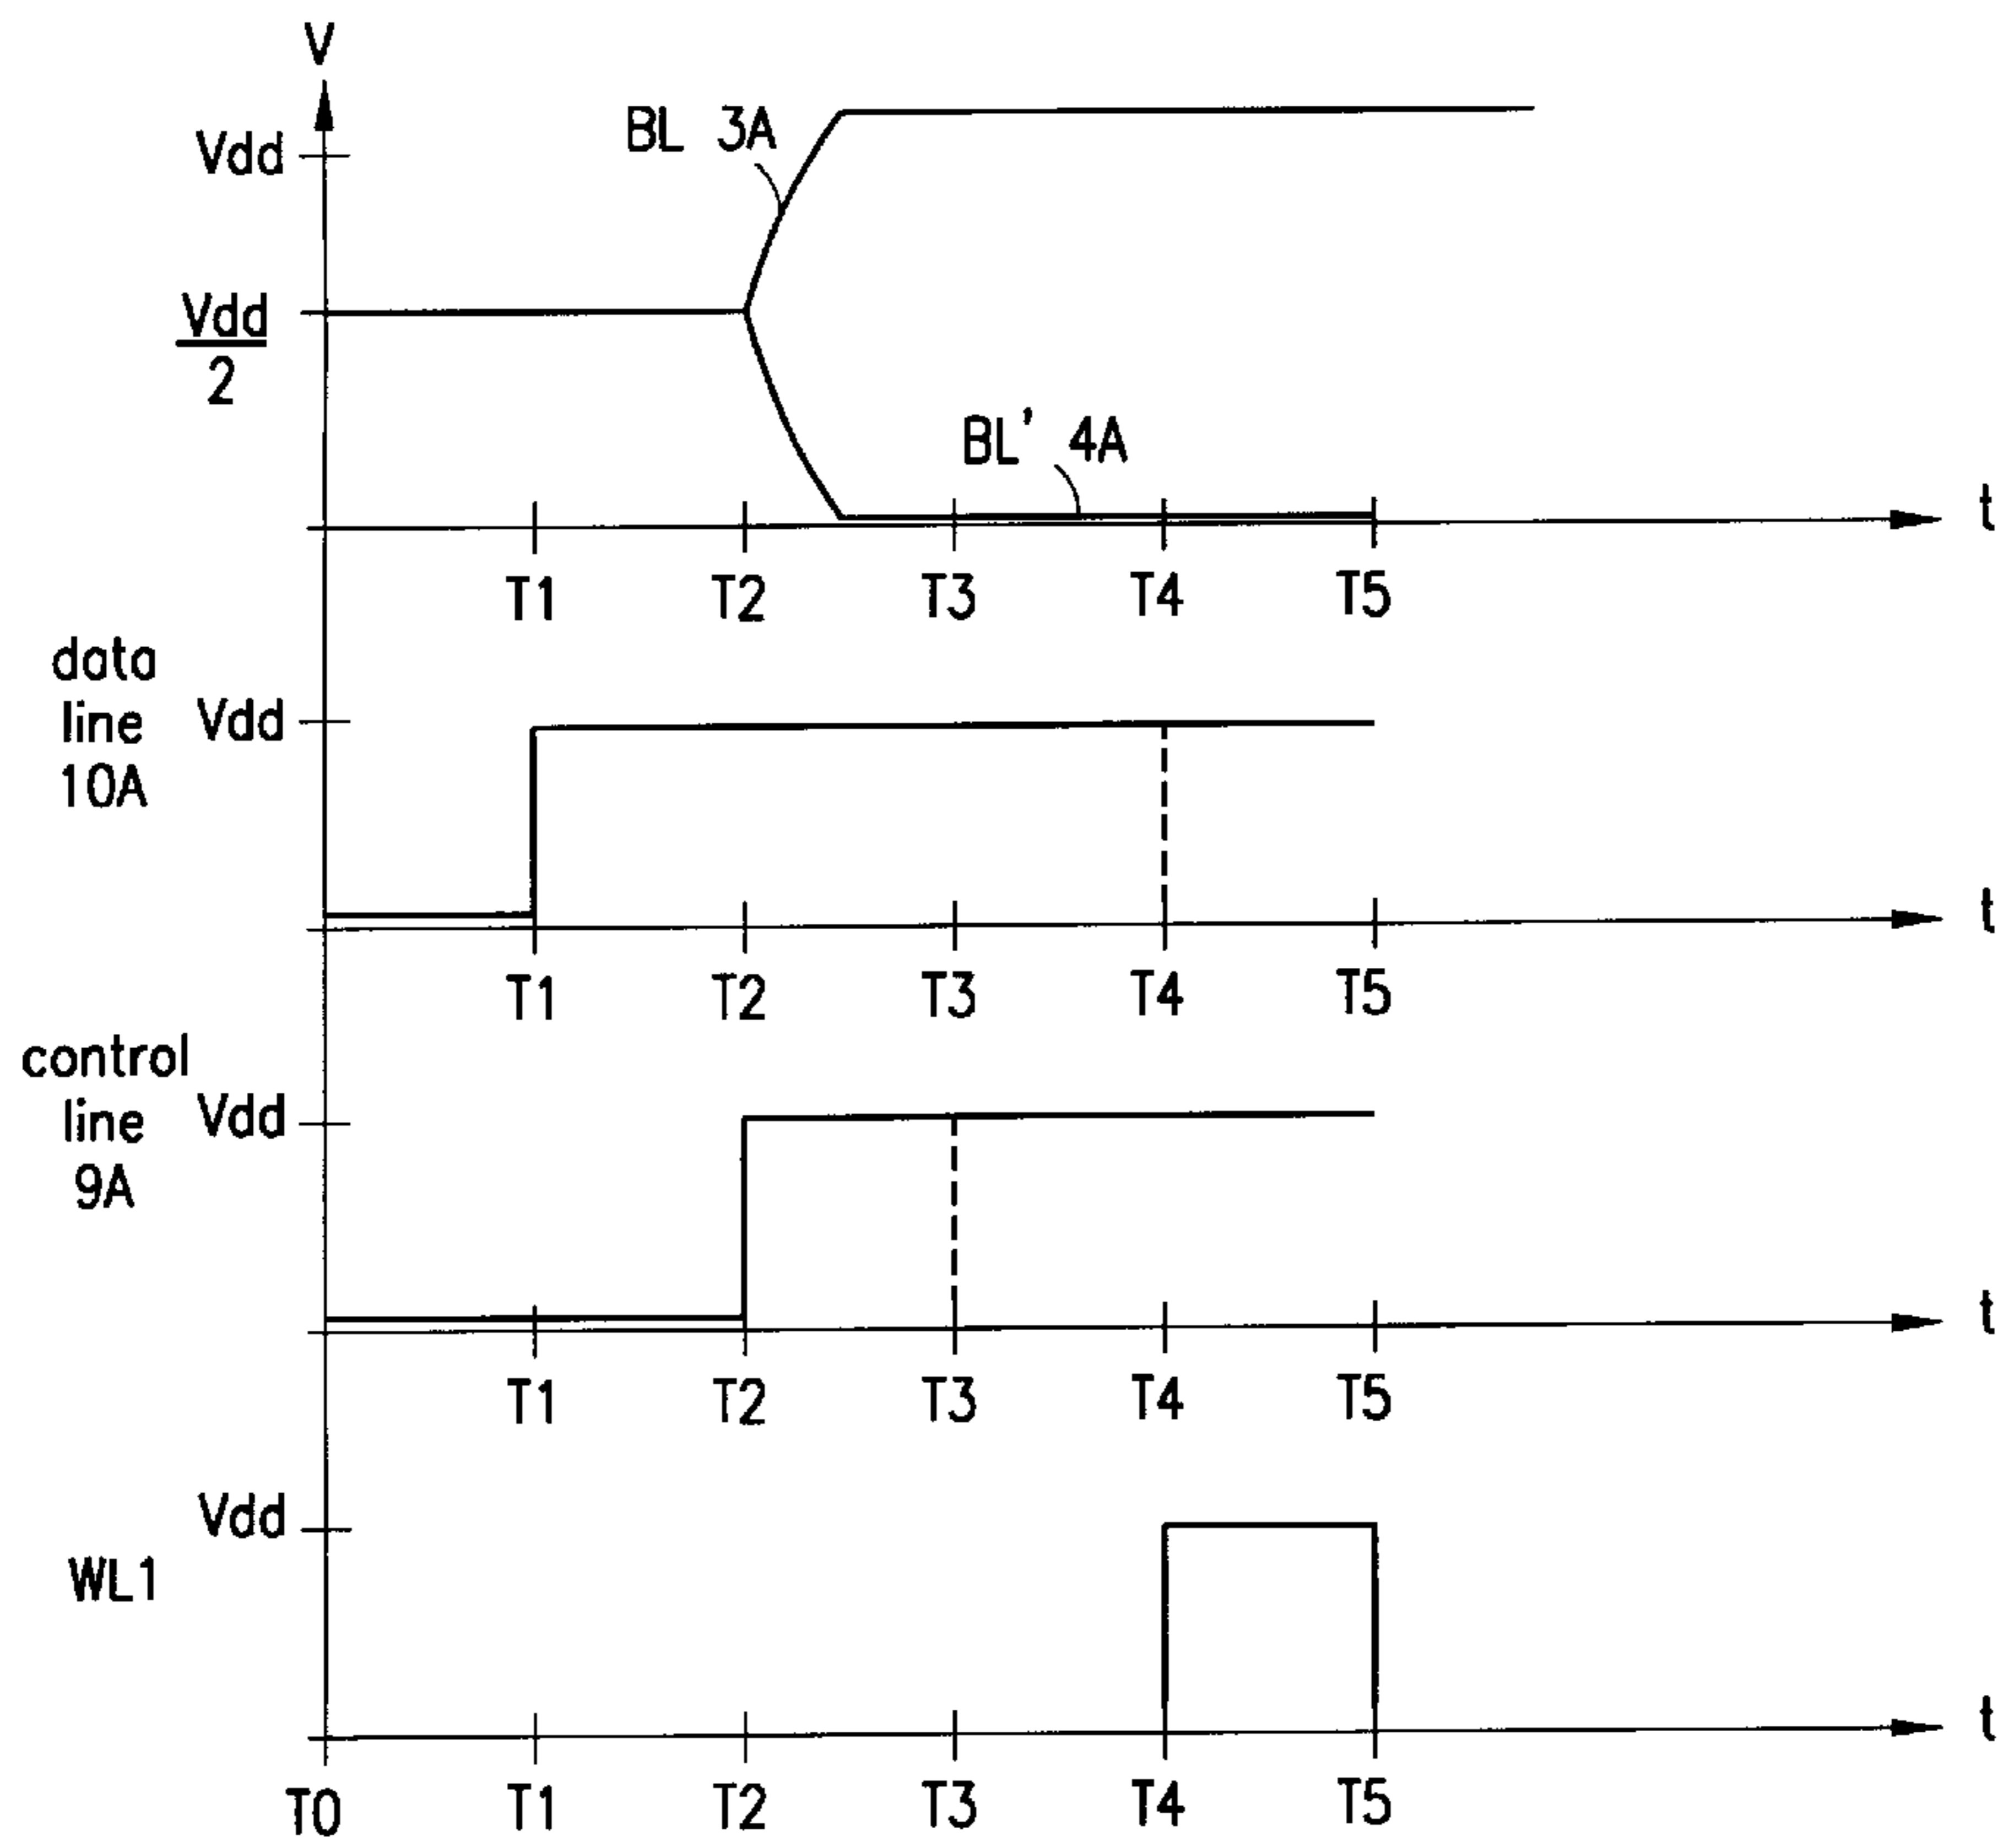 V
BL 3A
Vdd
Vdd
2
BL' 4A
t
T1 T2 T3 T4 T5
data
line Vdd
10A
t
T1 T2 T3 T4 T5
control
line Vdd
9A
t
T1 T2 T3 T4 T5
Vdd
WL1
t
T0 T1 T2 T3 T4 T5